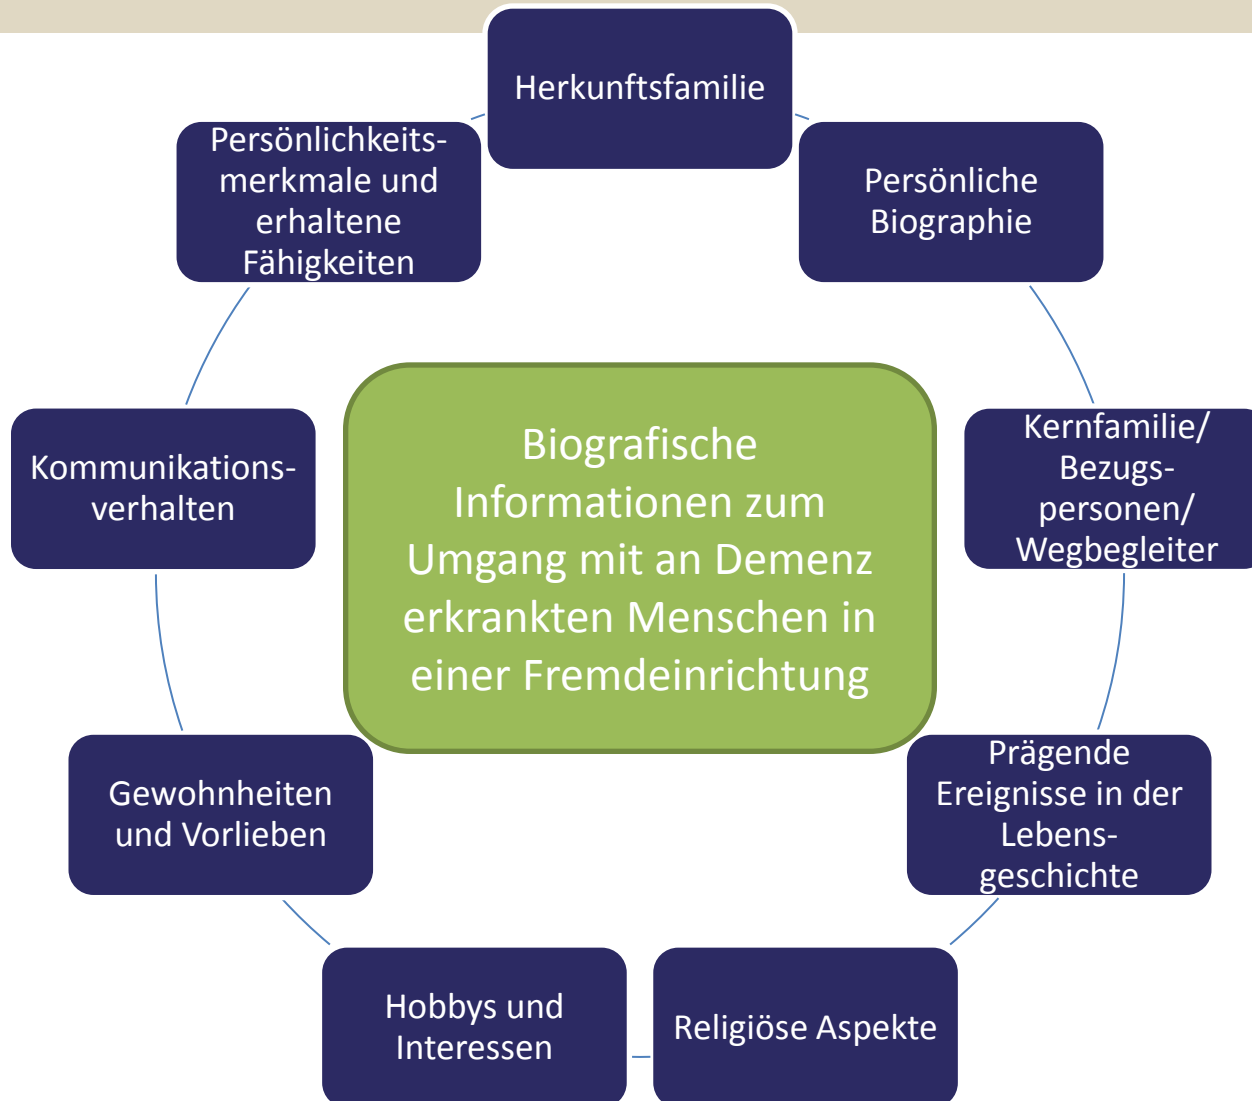 Herkunftsfamilie
Persönliche
Biographie
Kernfamilie/
Bezugs-
personen/
Wegbegleiter
Prägende
Ereignisse in der
Lebens-
geschichte
Religiöse Aspekte
Hobbys und
Interessen
Gewohnheiten
und Vorlieben
Kommunikations-
verhalten
Persönlichkeits-
merkmale und
erhaltene
Fähigkeiten
Biografische
Informationen zum
Umgang mit an Demenz
erkrankten Menschen in
einer Fremdeinrichtung